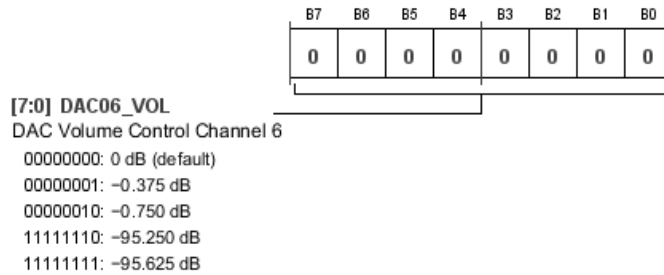 B7 B6 B5 B4 B3 B2 B1 B0
0 0 0 0 0 0 0 0
[7:0] DAC06_VOL
DAC Volume Control Channel 6
00000000: 0 dB (default)
00000001: −0.375 dB
00000010: −0.750 dB
11111110: −95.250 dB
11111111: −95.625 dB